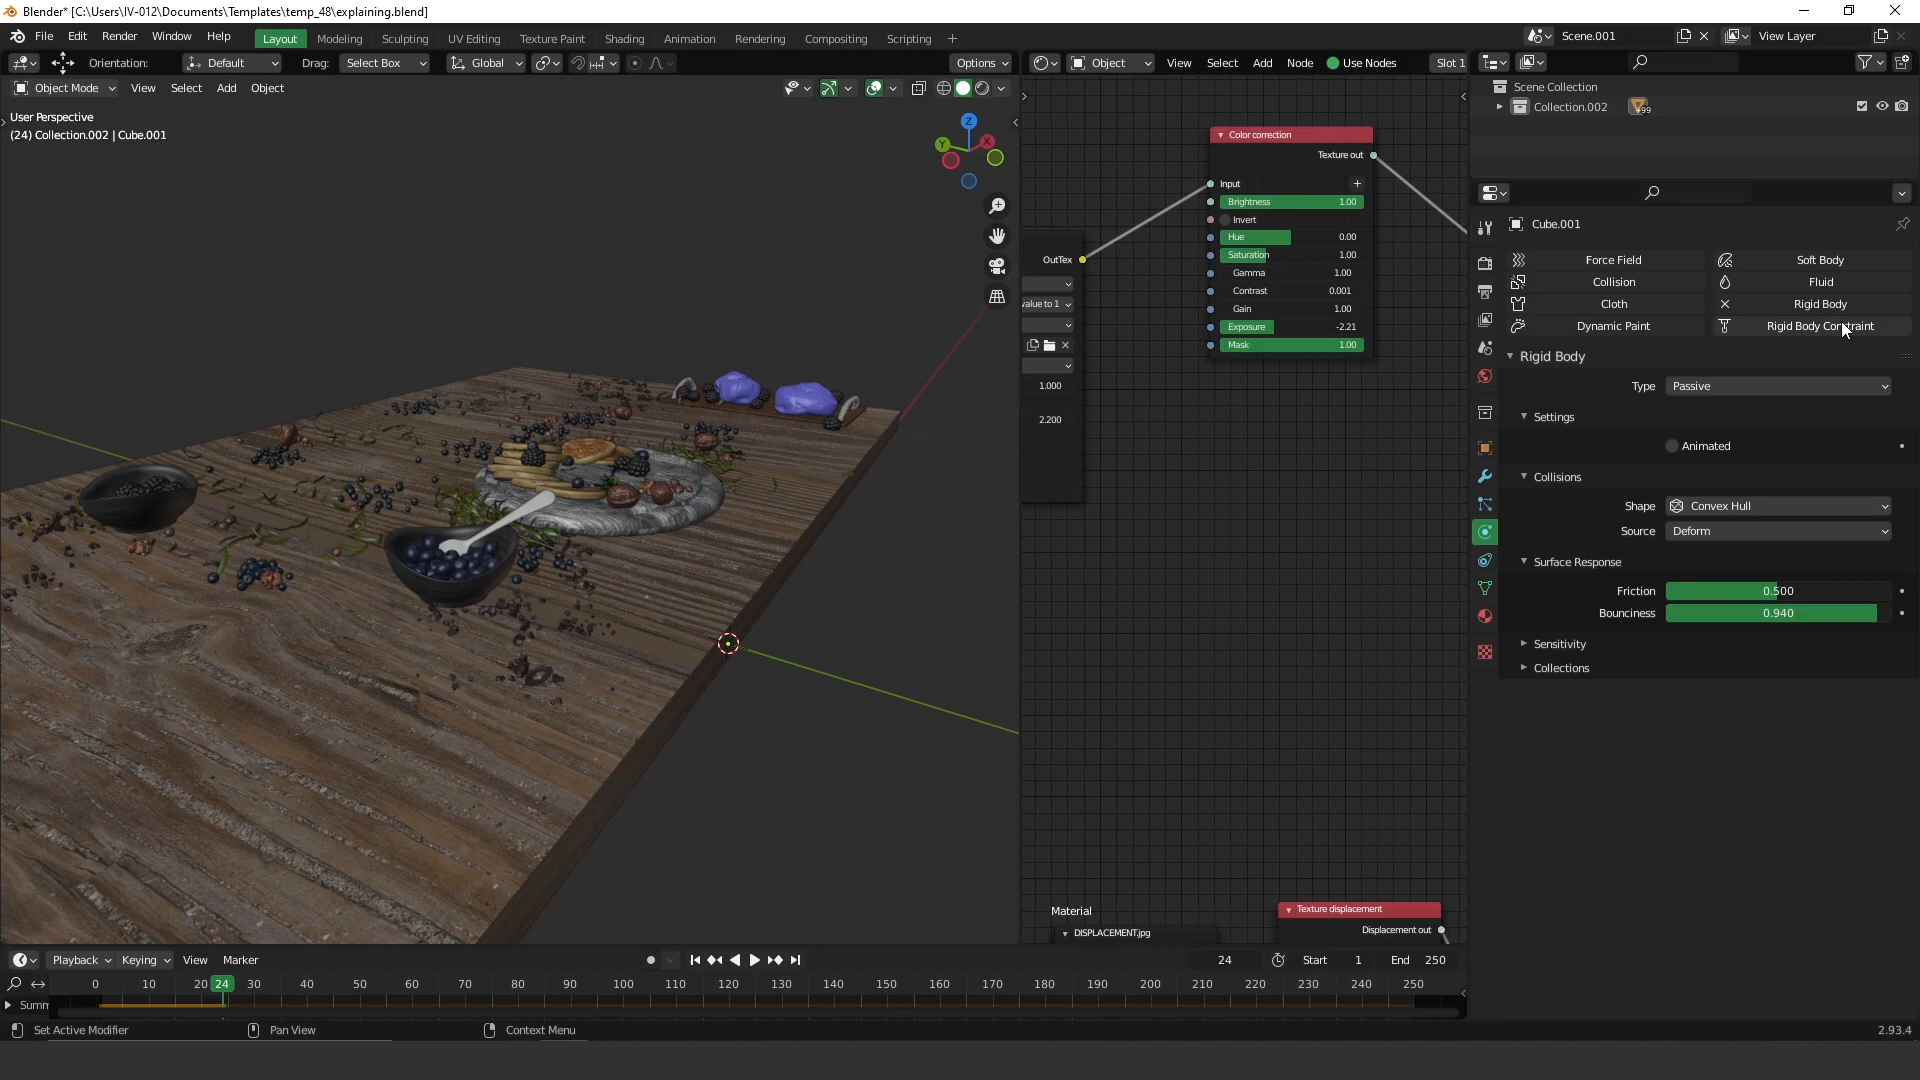 Blender* [C:\Users\IV-012\Documents\Templates\temp_48\explaining.blend]
File Edit Render Window Help Layout Modeling Sculpting UV Editing Texture Paint Shading Animation Rendering Compositing Scripting + Scene.001 View Layer
Orientation: Default Drag: Select Box Global Options
Object View Select Add Node Use Nodes Slot 1
Object Mode View Select Add Object
User Perspective
(24) Collection.002 | Cube.001
Z
Y
X
Color correction
Texture out
Input
Brightness 1.00
Invert
Hue 0.00
Saturation 1.00
Gamma 1.00
Contrast 0.001
Gain 1.00
Exposure -2.21
Mask 1.00
OutTex
value to 1
1.000
2.200
Material
DISPLACEMENT.jpg
Texture displacement
Displacement out
Scene Collection
Collection.002 +99
Cube.001
Force Field Soft Body
Collision Fluid
Cloth Rigid Body
Dynamic Paint Rigid Body Constraint
Rigid Body
Type Passive
Settings
Animated
Collisions
Shape Convex Hull
Source Deform
Surface Response
Friction 0.500
Bounciness 0.940
Sensitivity
Collections
Playback Keying View Marker 24 Start 1 End 250
0 10 20 24 30 40 50 60 70 80 90 100 110 120 130 140 150 160 170 180 190 200 210 220 230 240 250
Summ
Set Active Modifier Pan View Context Menu 2.93.4